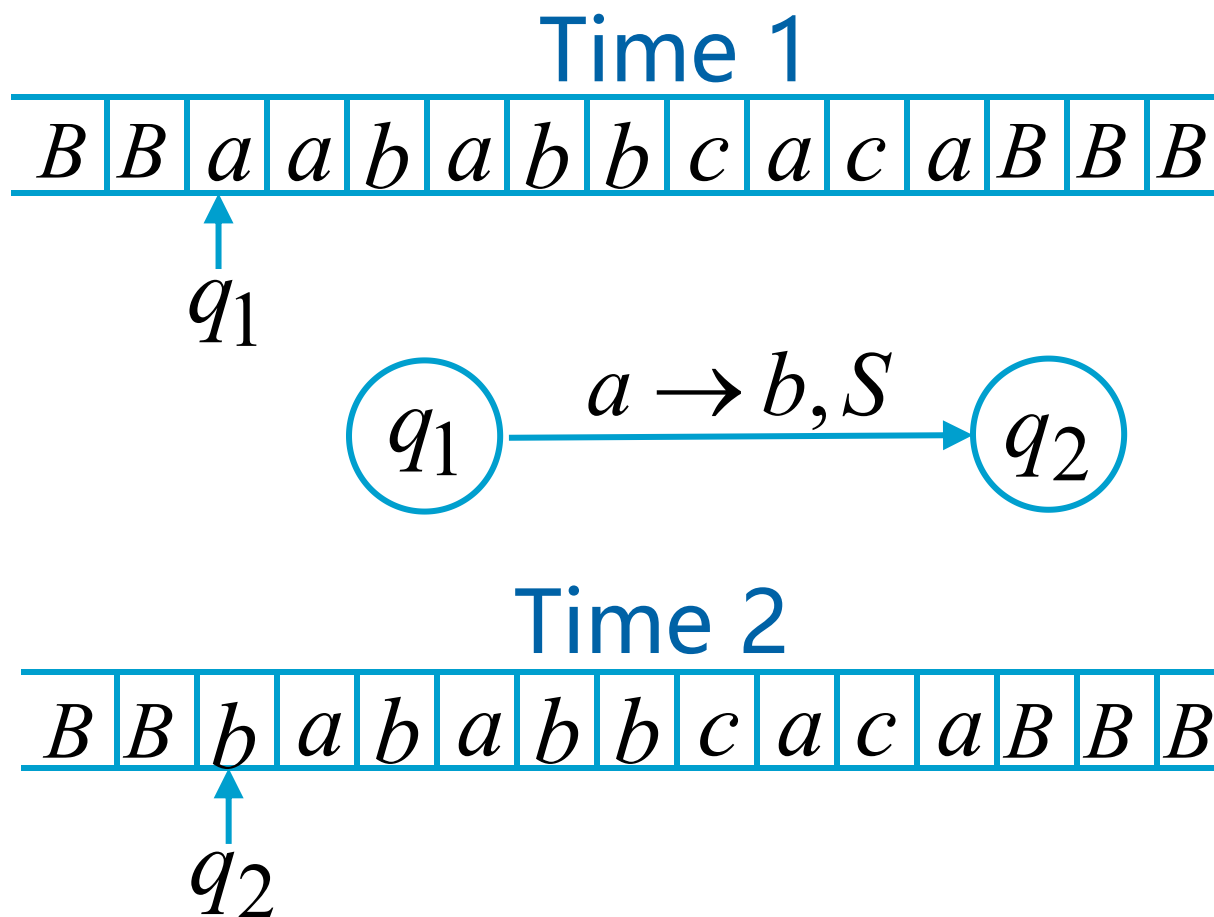 Time 1
B B a a b a b b c a c a B B B
q₁
a → b, S
q₁ q₂
Time 2
B B b a b a b b c a c a B B B
q₂